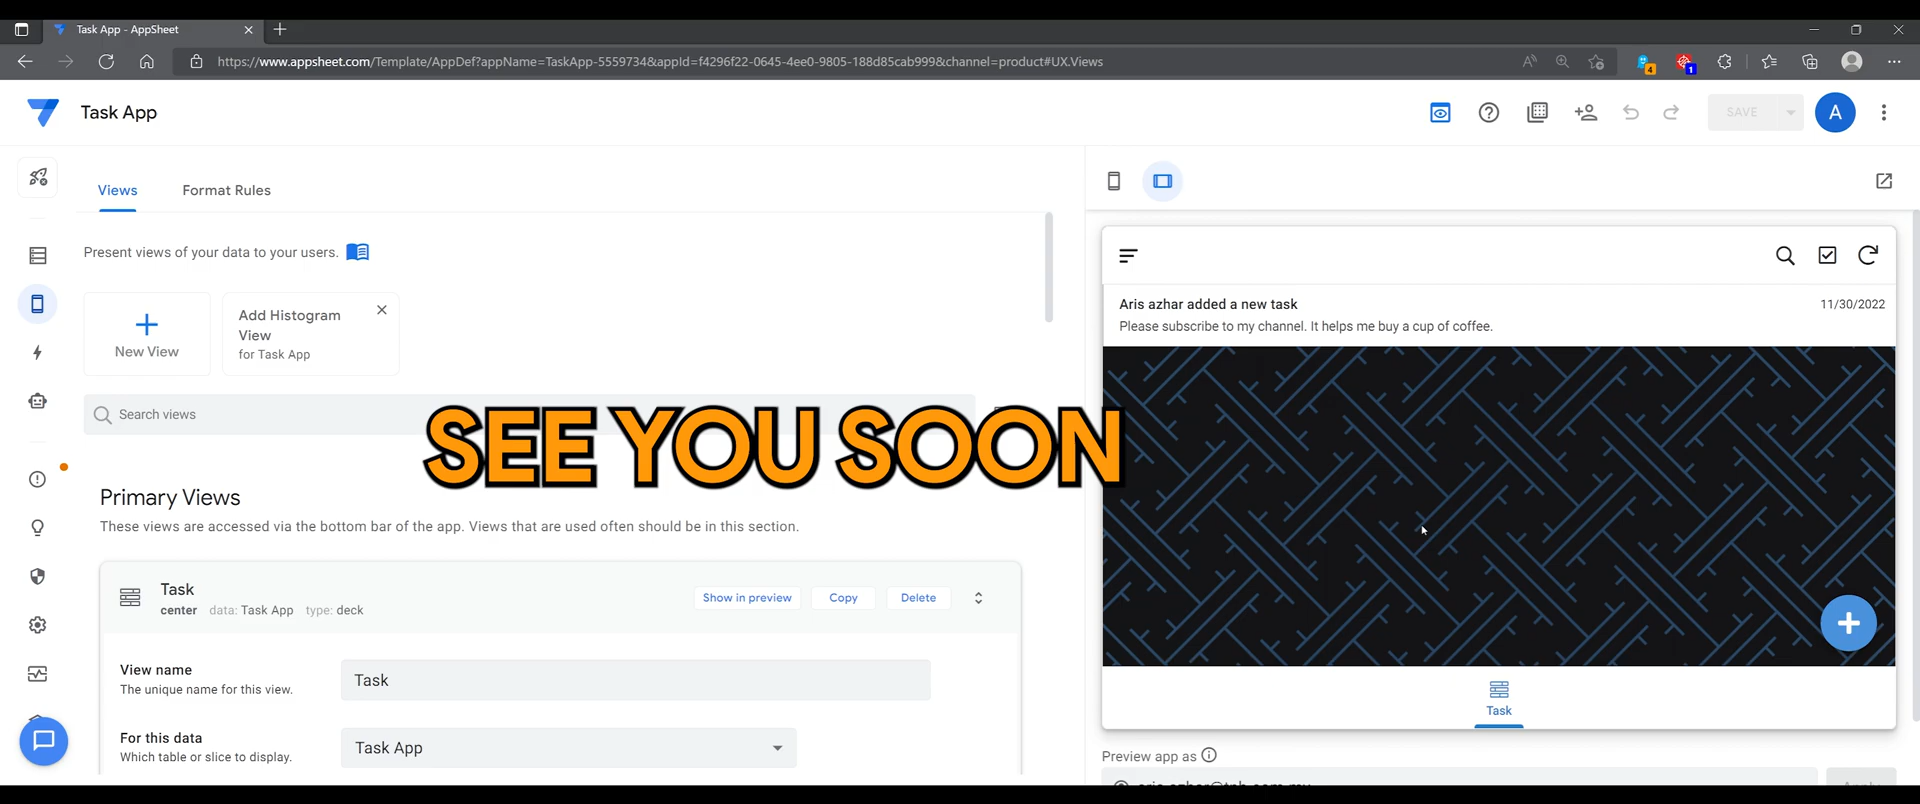 Task App - AppSheet
https://www.appsheet.com/Template/AppDef?appName=TaskApp-5559734&appId=f4296f22-0645-4ee0-9805-188d85cab999&channel=product#UX.Views
4
1
Task App
SAVE
A
Views
Format Rules
Present views of your data to your users.
New View
Add Histogram
View
for Task App
Search views
SEE YOU SOON
Primary Views
These views are accessed via the bottom bar of the app. Views that are used often should be in this section.
Task
center data: Task App type: deck
Show in preview
Copy
Delete
View name
The unique name for this view.
Task
For this data
Which table or slice to display.
Task App
Aris azhar added a new task
11/30/2022
Please subscribe to my channel. It helps me buy a cup of coffee.
Task
Preview app as